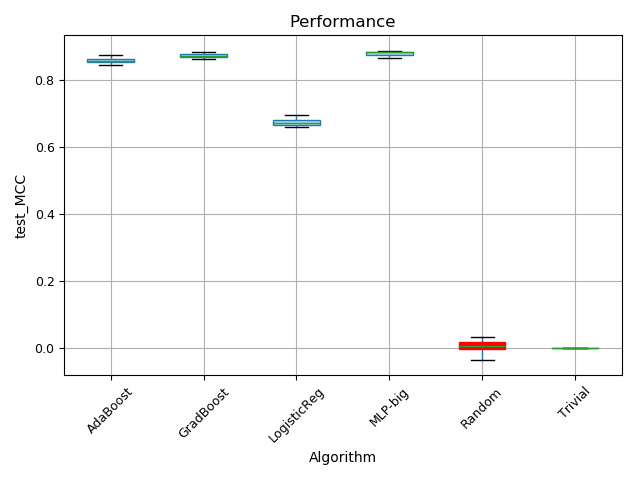 Performance
test_MCC
0.8
0.6
0.4
0.2
0.0
AdaBoost
GradBoost
LogisticReg
MLP-big
Random
Trivial
Algorithm